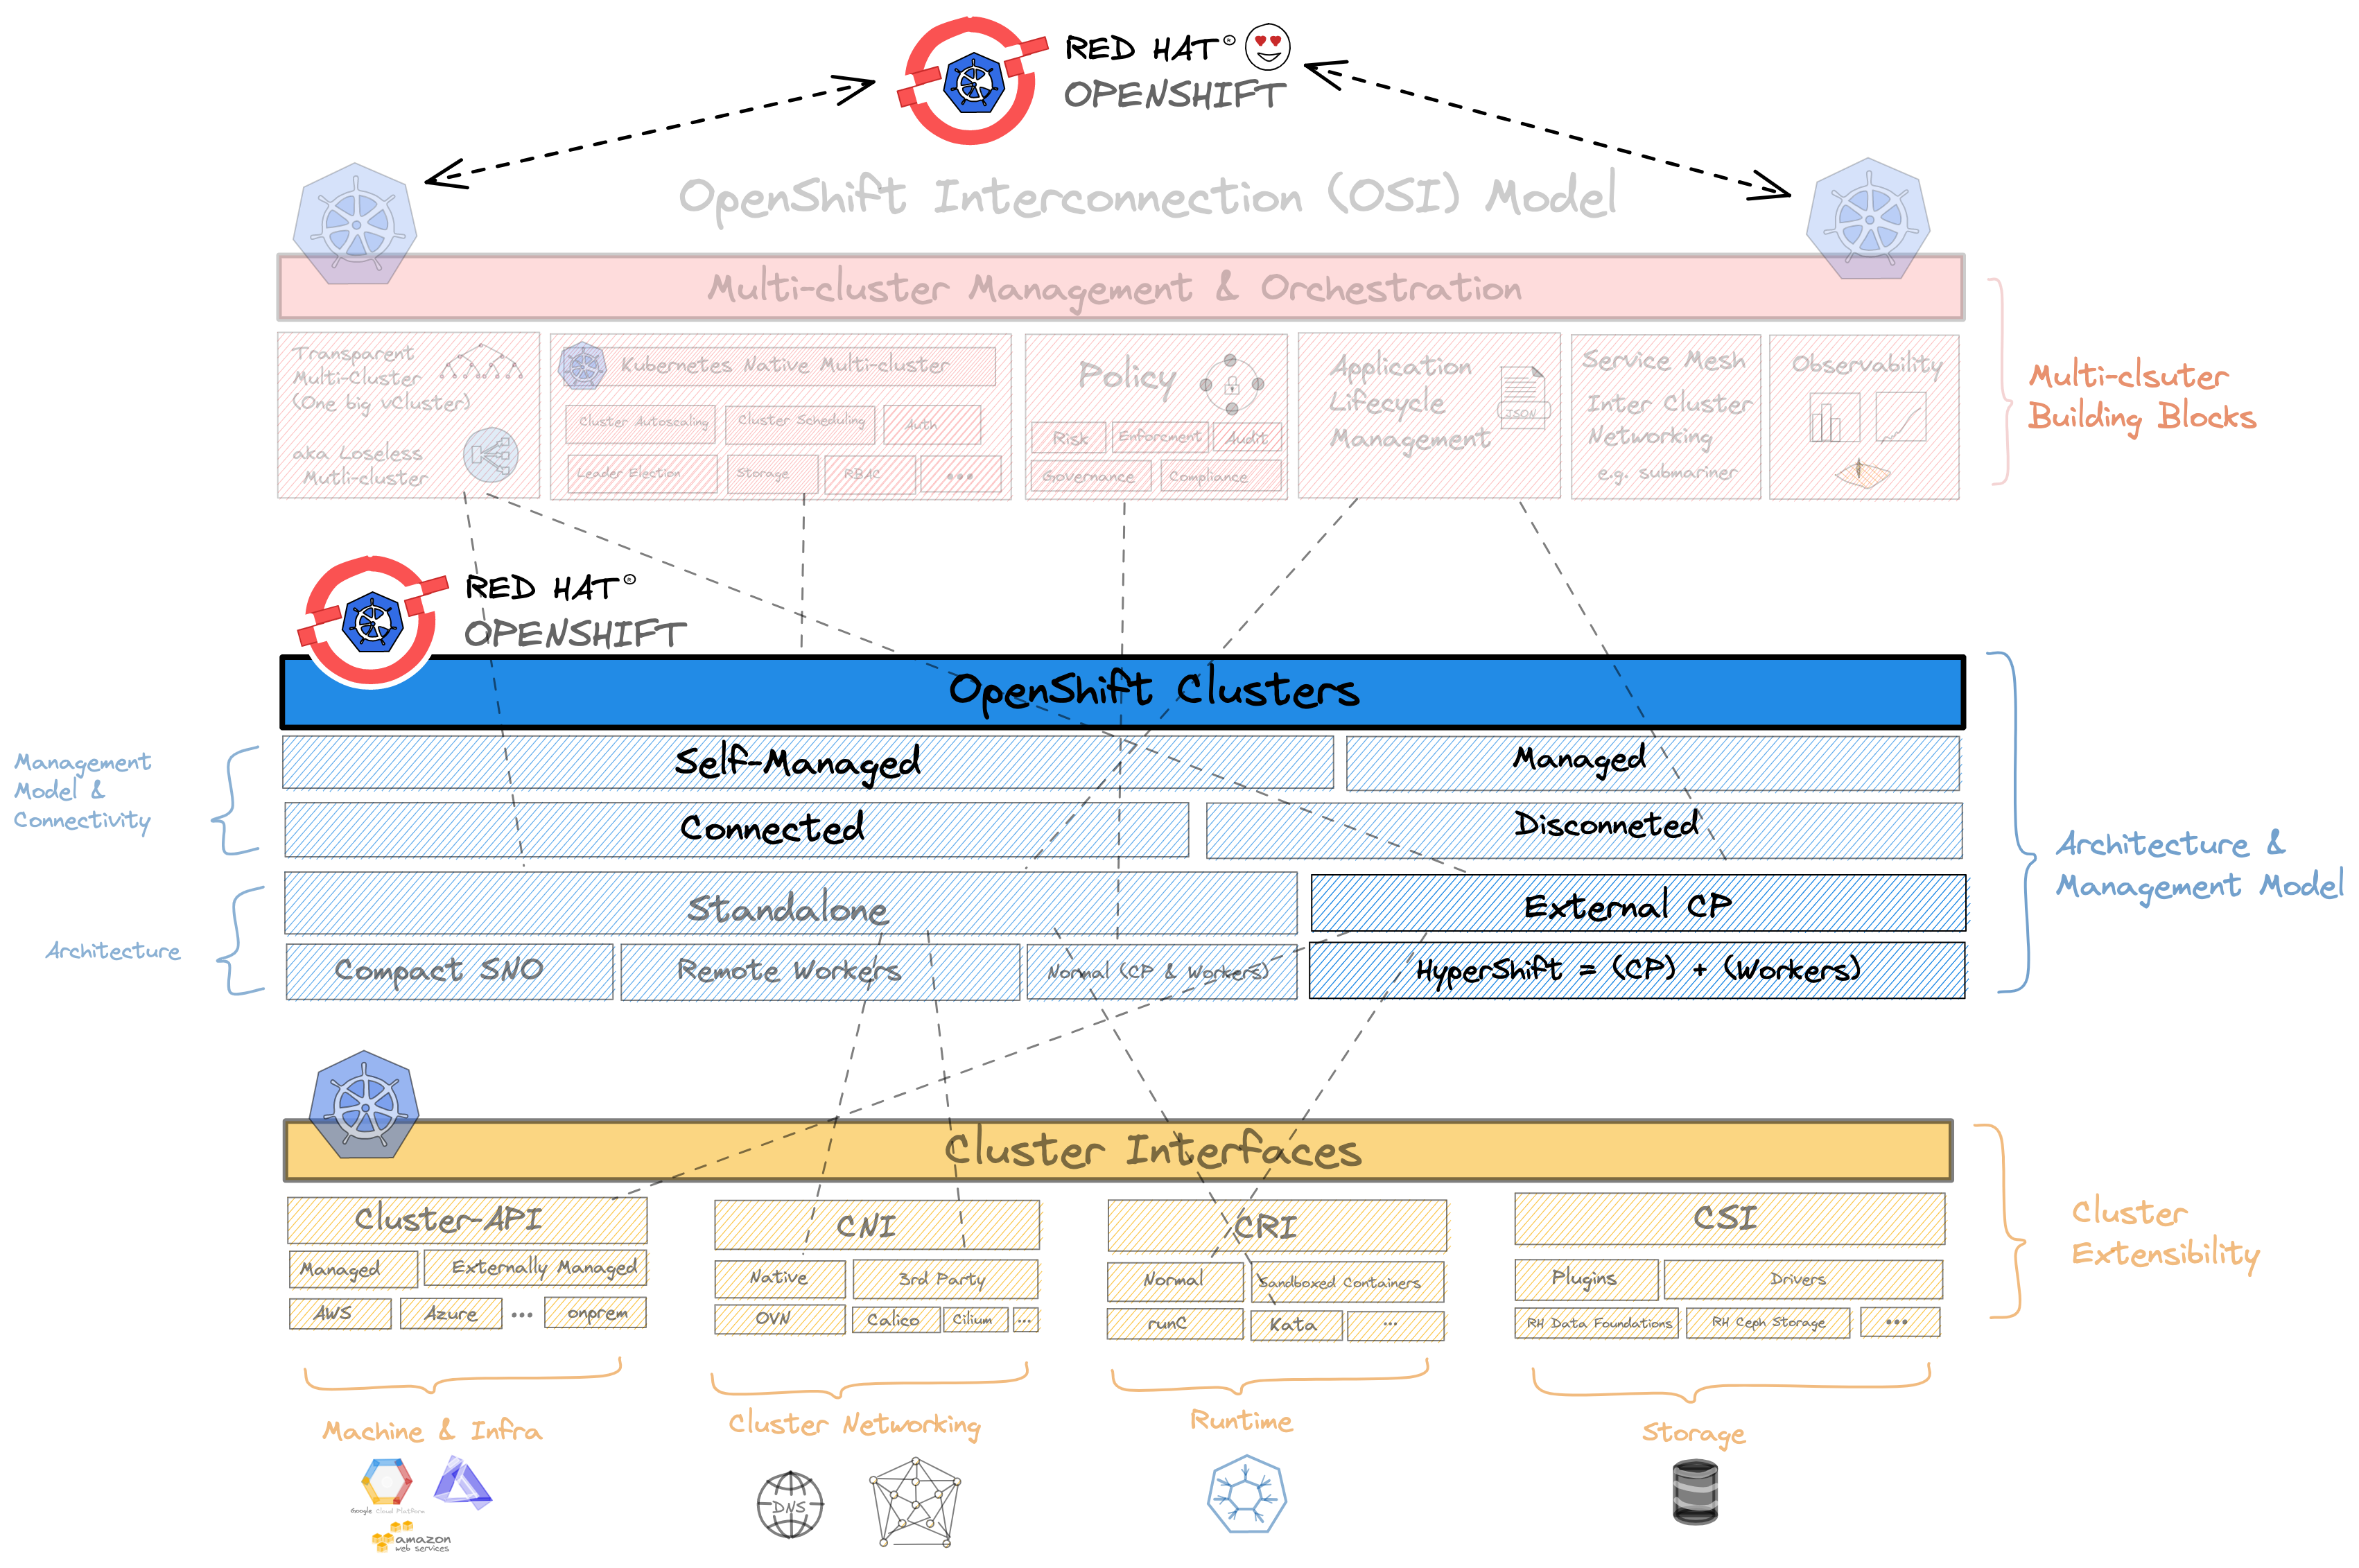 RED HAT®
OPENSHIFT
OpenShift Interconnection (OSI) Model
Multi-cluster Management & Orchestration
Transparent
Multi-Cluster
(One big vCluster)
aka Loseless
Mutli-cluster
Kubernetes Native Multi-cluster
Cluster Autoscaling
Cluster Scheduling
Auth
Leader Election
Storage
RBAC
...
Policy
Risk
Enforcment
Audit
Governance
Compliance
Application
Lifecycle
Management
JSON
Service Mesh
Inter Cluster
Networking
e.g. submariner
Observability
Multi-clsuter
Building Blocks
RED HAT®
OPENSHIFT
OpenShift Clusters
Management
Model &
Connectivity
Self-Managed
Managed
Connected
Disconneted
Architecture &
Management Model
Architecture
Standalone
External CP
Compact SNO
Remote Workers
Normal (CP & Workers)
HyperShift = (CP) + (Workers)
Cluster Interfaces
Cluster-API
Managed
Externally Managed
AWS
Azure
...
onprem
CNI
Native
3rd Party
OVN
Calico
Cilium
...
CRI
Normal
Sandboxed Containers
runC
Kata
...
CSI
Plugins
Drivers
RH Data Foundations
RH Ceph Storage
...
Cluster
Extensibility
Machine & Infra
Google Cloud Platform
amazon
web services
Cluster Networking
DNS
Runtime
Storage